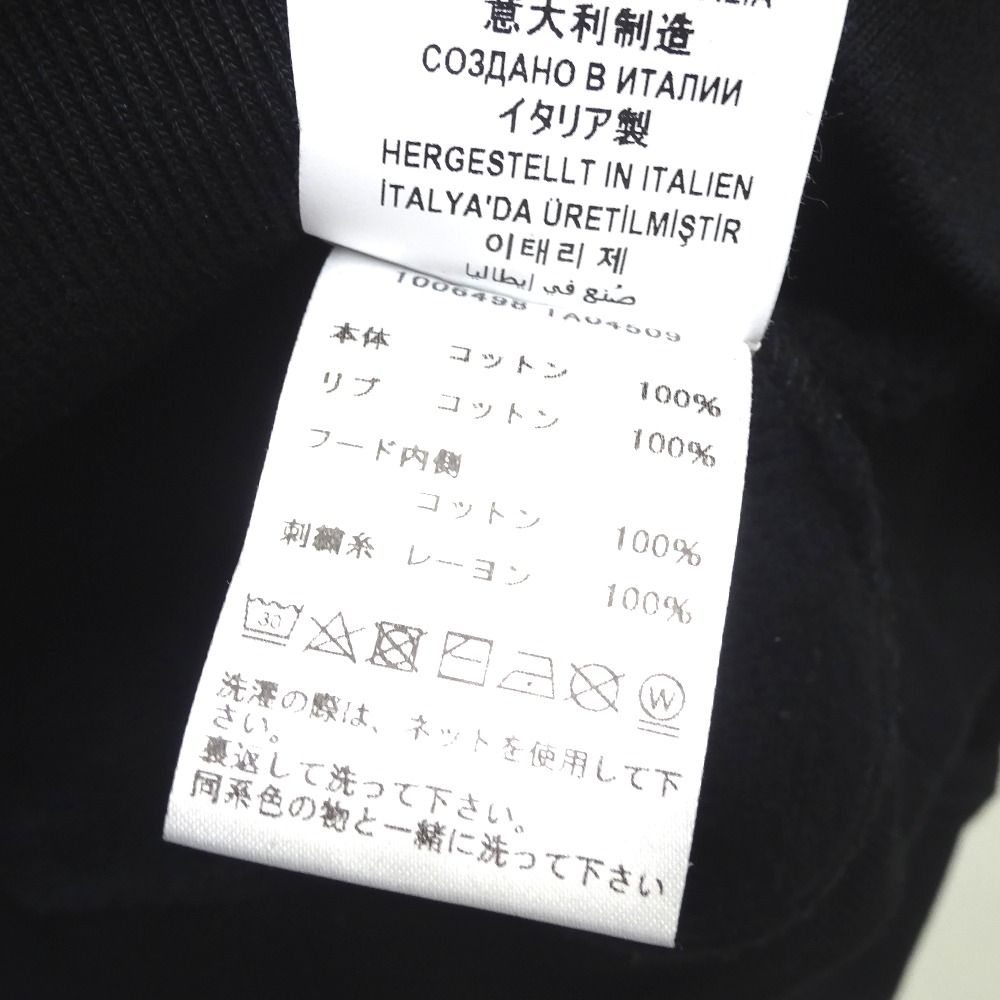 意大利制造
СОЗДАНО В ИТАЛИИ
イタリア製
HERGESTELLT IN ITALIEN
İTALYA'DA ÜRETİLMİŞTİR
이태리 제
صُنع في ايطاليا
1006498 1A04509
本体 コットン 100%
リブ コットン 100%
フード内側
コットン 100%
刺繍糸 レーヨン 100%
30 W
洗濯の際は、ネットを使用して下
さい。
裏返して洗って下さい。
同系色の物と一緒に洗って下さい